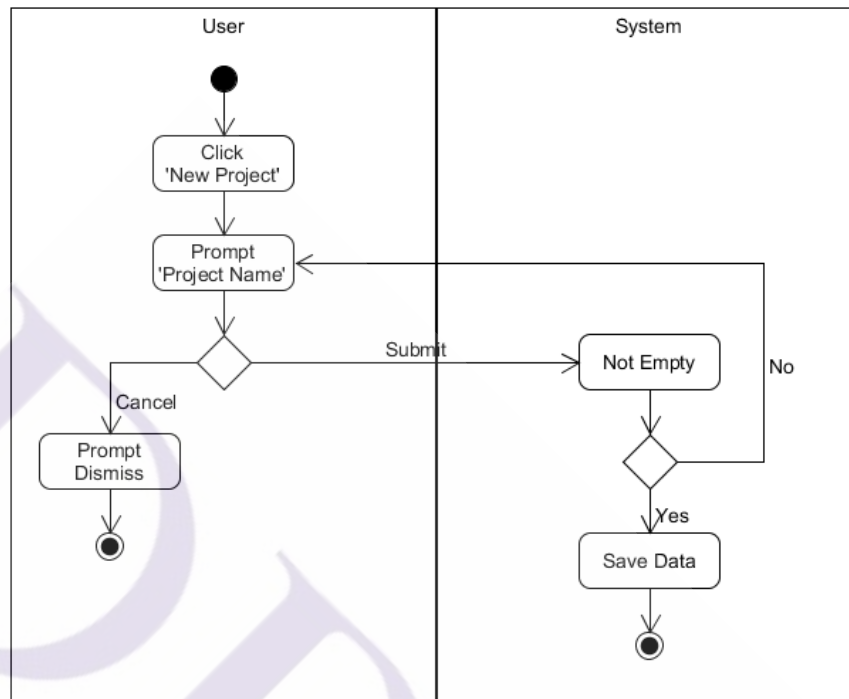 User
System
Click
'New Project'
Prompt
'Project Name'
Submit
Not Empty
No
Cancel
Prompt
Dismiss
Yes
Save Data